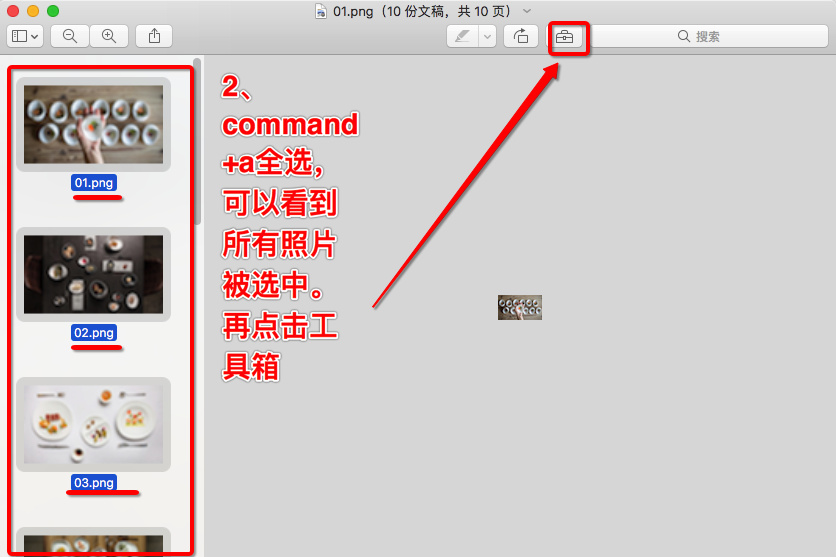 01.png（10 份文稿，共 10 页）
搜索
01.png
02.png
03.png
2、
command
+a全选，
可以看到
所有照片
被选中。
再点击工
具箱